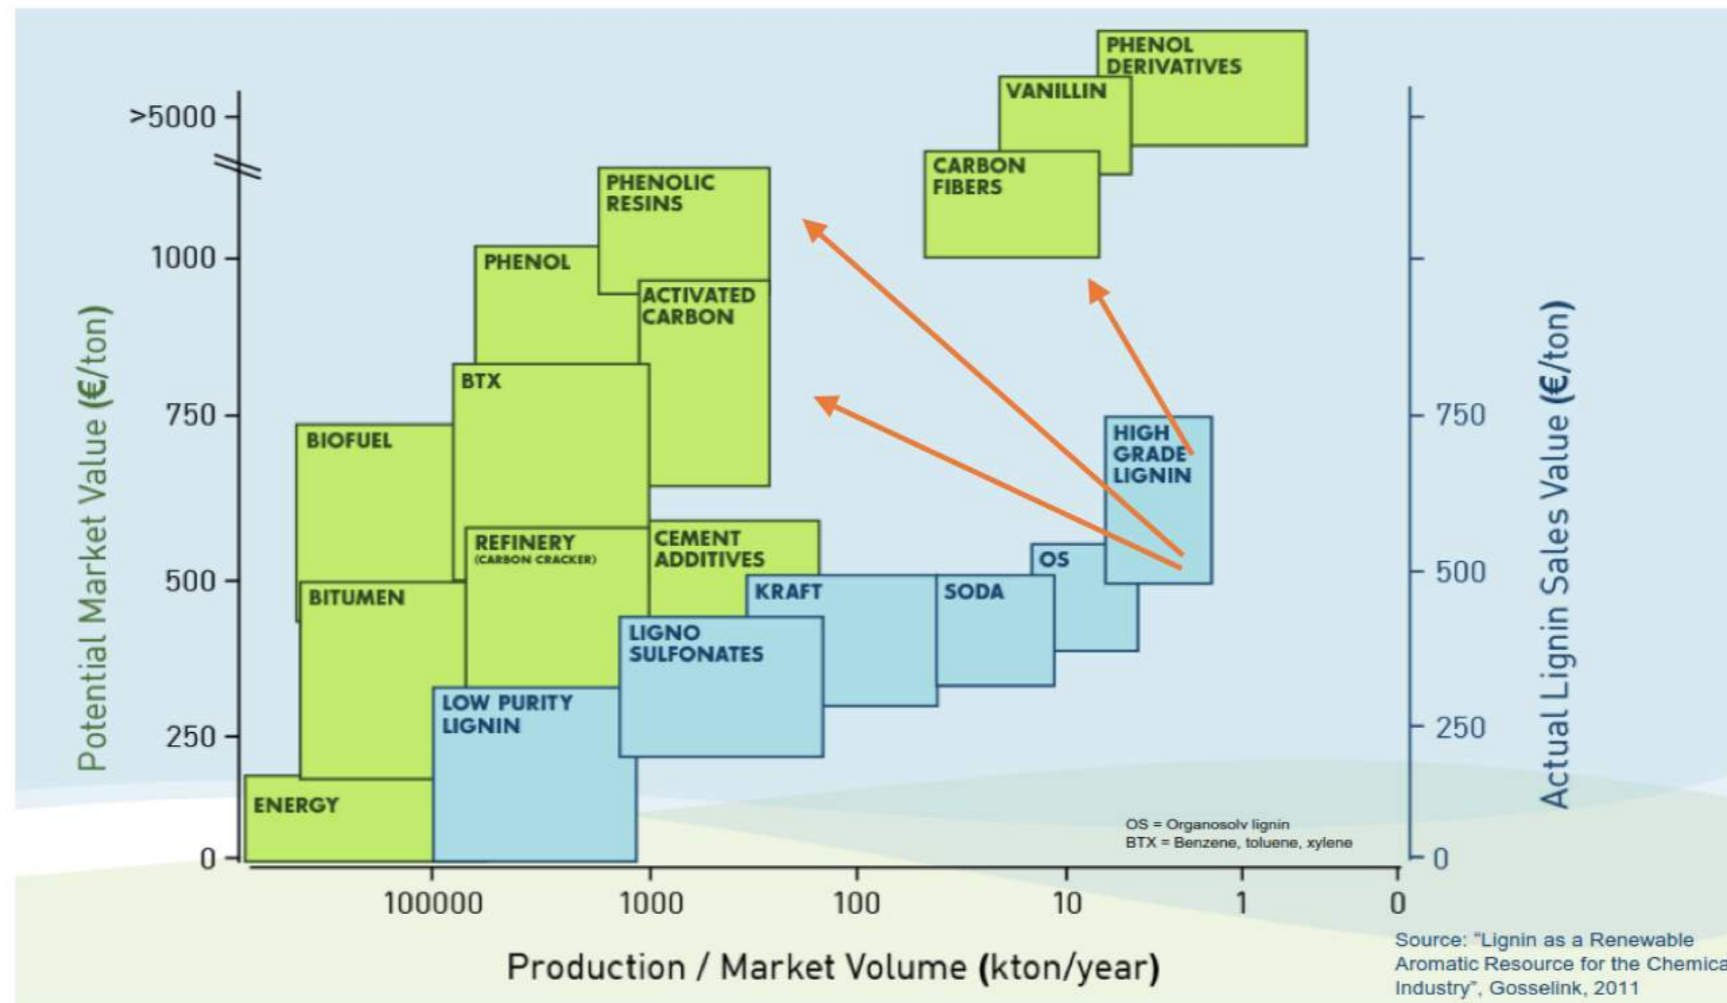 PHENOL
DERIVATIVES
VANILLIN
>5000
CARBON
FIBERS
PHENOLIC
RESINS
1000
PHENOL
ACTIVATED
CARBON
BTX
750
750
BIOFUEL
HIGH
GRADE
LIGNIN
REFINERY
(CARBON CRACKER)
CEMENT
ADDITIVES
OS
500
500
BITUMEN
KRAFT
SODA
LIGNO
SULFONATES
LOW PURITY
LIGNIN
250
250
ENERGY
OS = Organosolv lignin
BTX = Benzene, toluene, xylene
0
0
Potential Market Value (€/ton)
Actual Lignin Sales Value (€/ton)
100000 1000 100 10 1 0
Production / Market Volume (kton/year)
Source: "Lignin as a Renewable
Aromatic Resource for the Chemica
Industry", Gosselink, 2011